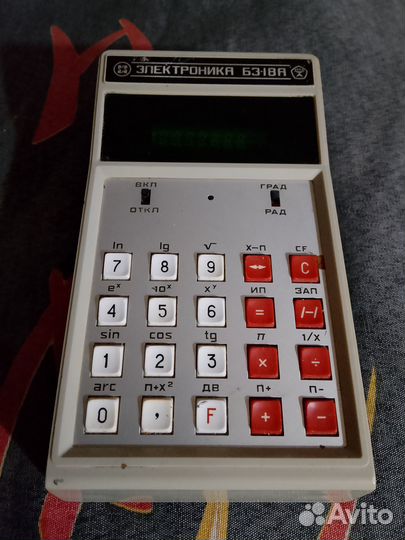 ЭЛЕКТРОНИКА Б3-18А
ВКЛ ГРАД
ОТКЛ РАД
ln lg √ X-П CF
7 8 9 C
eˣ 10ˣ xʸ ИП ЗАП
4 5 6 = /-/
sin cos tg π 1/X
1 2 3 × ÷
arc П+X² ДВ П+ П-
0 , F + −
Avito